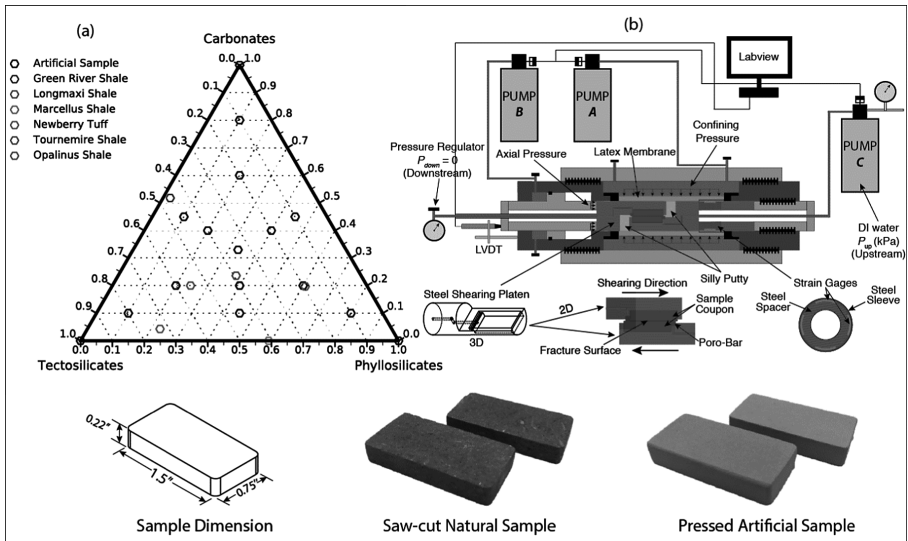 (a)
Carbonates
0.0
1.0
Artificial Sample
Green River Shale
Longmaxi Shale
Marcellus Shale
Newberry Tuff
Tournemire Shale
Opalinus Shale
0.1
0.9
0.2
0.8
0.3
0.7
0.4
0.6
0.5
0.5
0.6
0.4
0.7
0.3
0.8
0.2
0.9
0.1
1.0
0.0
0.0
0.1
0.2
0.3
0.4
0.5
0.6
0.7
0.8
0.9
1.0
Tectosilicates
Phyllosilicates
(b)
Labview
PUMP
B
PUMP
A
PUMP
C
Confining
Pressure
Pressure Regulator
Pdown = 0
(Downstream)
Axial Pressure
Latex Membrane
DI water
Pup (kPa)
(Upstream)
LVDT
Silly Putty
Strain Gages
Steel Shearing Platen
3D
2D
Shearing Direction
Sample
Coupon
Fracture Surface
Poro-Bar
Steel
Spacer
Steel
Sleeve
0.22"
1.5"
0.75"
Sample Dimension
Saw-cut Natural Sample
Pressed Artificial Sample